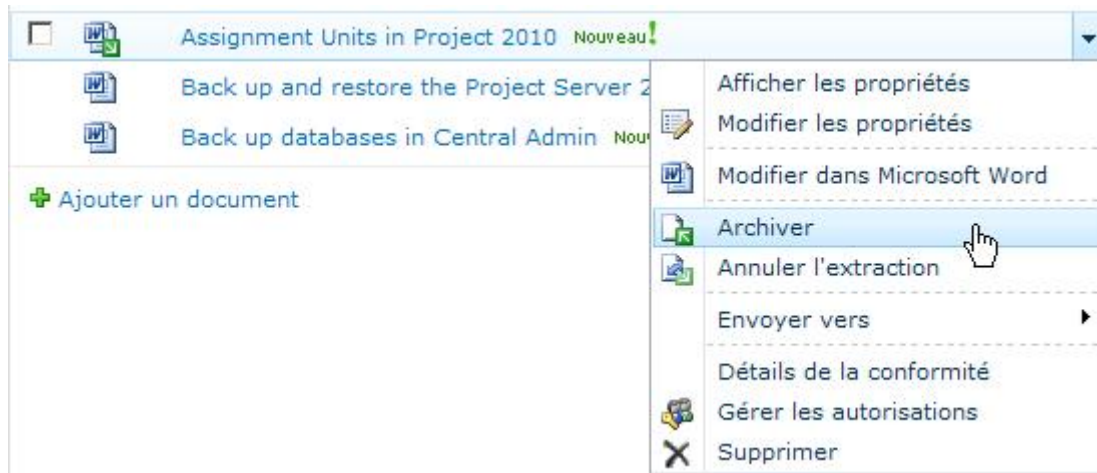 Assignment Units in Project 2010 Nouveau!
Afficher les propriétés
Back up and restore the Project Server
Modifier les propriétés
Back up databases in Central Admin
Modifier dans Microsoft Word
Ajouter un document
Archiver
Annuler l'extraction
Envoyer vers
Détails de la conformité
Gérer les autorisations
Supprimer